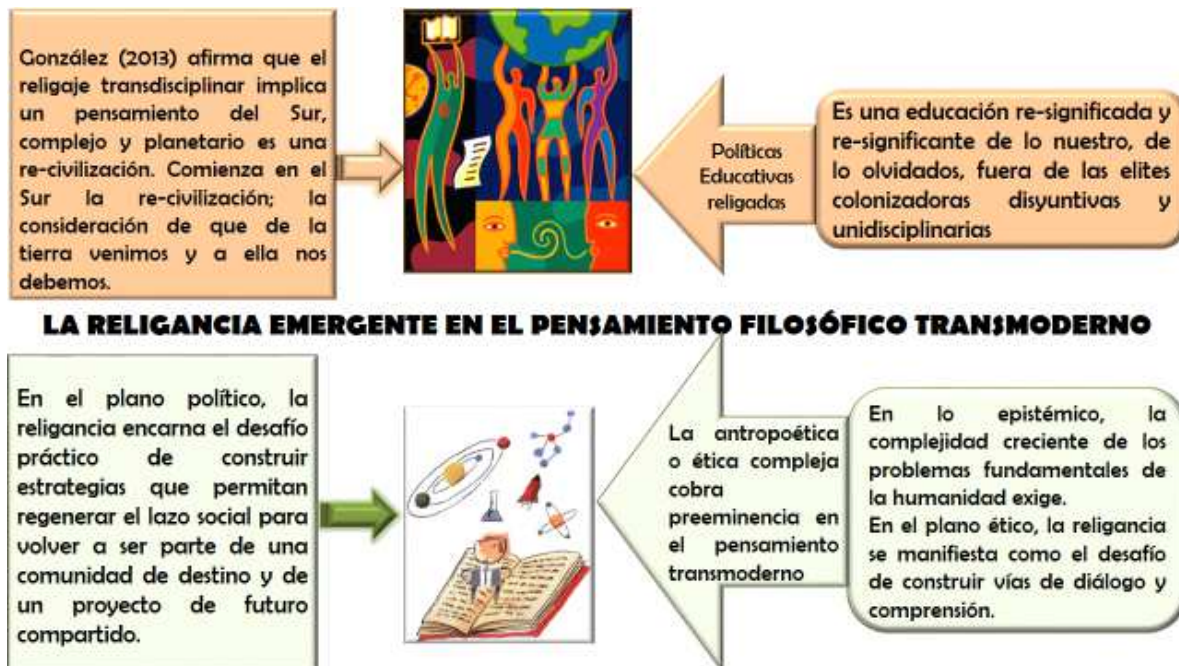 González (2013) afirma que el
religaje transdisciplinar implica
un pensamiento del Sur,
complejo y planetario es una
re-civilización. Comienza en el
Sur la re-civilización; la
consideración de que de la
tierra venimos y a ella nos
debemos.
Políticas
Educativas
religadas
Es una educación re-significada y
re-significante de lo nuestro, de
lo olvidados, fuera de las elites
colonizadoras disyuntivas y
unidisciplinarias
LA RELIGANCIA EMERGENTE EN EL PENSAMIENTO FILOSÓFICO TRANSMODERNO
En el plano político, la
religancia encarna el desafío
práctico de construir
estrategias que permitan
regenerar el lazo social para
volver a ser parte de una
comunidad de destino y de
un proyecto de futuro
compartido.
La antropoética
o ética compleja
cobra
preeminencia en
el pensamiento
transmoderno
En lo epistémico, la
complejidad creciente de los
problemas fundamentales de
la humanidad exige.
En el plano ético, la religancia
se manifiesta como el desafío
de construir vías de diálogo y
comprensión.